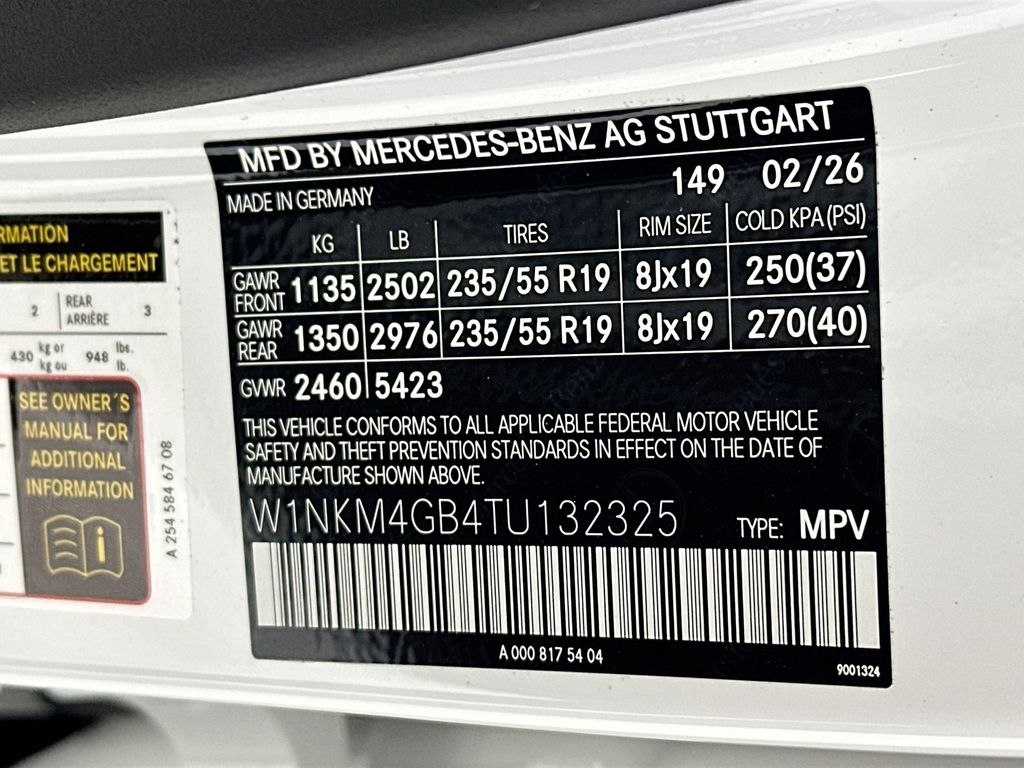 RMATION
ET LE CHARGEMENT
2 REAR ARRIÈRE 3
430 kg or kg ou 948 lbs. lb.
SEE OWNER´S
MANUAL FOR
ADDITIONAL
INFORMATION
i
A 254 584 67 08
MFD BY MERCEDES-BENZ AG STUTTGART
MADE IN GERMANY 149 02/26
KG LB TIRES RIM SIZE COLD KPA(PSI)
GAWR FRONT 1135 2502 235/55 R19 8Jx19 250(37)
GAWR REAR 1350 2976 235/55 R19 8Jx19 270(40)
GVWR 2460 5423
THIS VEHICLE CONFORMS TO ALL APPLICABLE FEDERAL MOTOR VEHICLE
SAFETY AND THEFT PREVENTION STANDARDS IN EFFECT ON THE DATE OF
MANUFACTURE SHOWN ABOVE.
W1NKM4GB4TU132325 TYPE: MPV
A 000 817 54 04
9001324